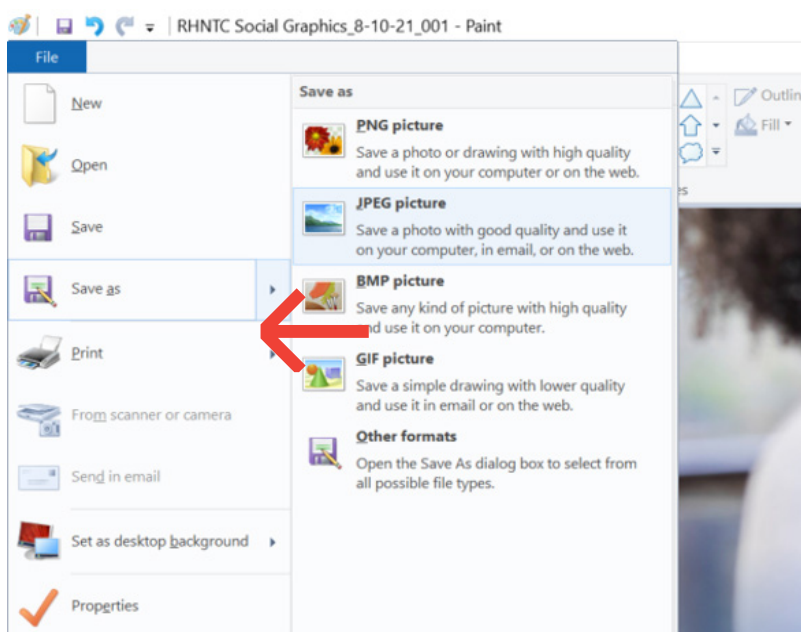 RHNTC Social Graphics_8-10-21_001 - Paint
File
New
Open
Save
Save as
Print
From scanner or camera
Send in email
Set as desktop background
Properties
Save as
PNG picture
Save a photo or drawing with high quality
and use it on your computer or on the web.
JPEG picture
Save a photo with good quality and use it
on your computer, in email, or on the web.
BMP picture
Save any kind of picture with high quality
and use it on your computer.
GIF picture
Save a simple drawing with lower quality
and use it in email or on the web.
Other formats
Open the Save As dialog box to select from
all possible file types.
Outlin
Fill
es